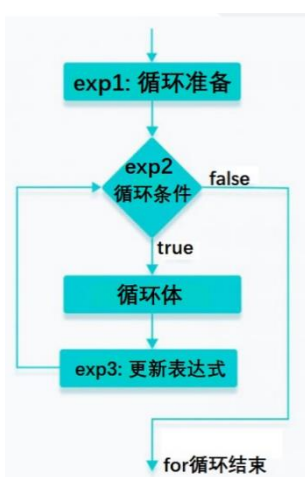 exp1: 循环准备
exp2
循环条件
false
true
循环体
exp3: 更新表达式
for循环结束